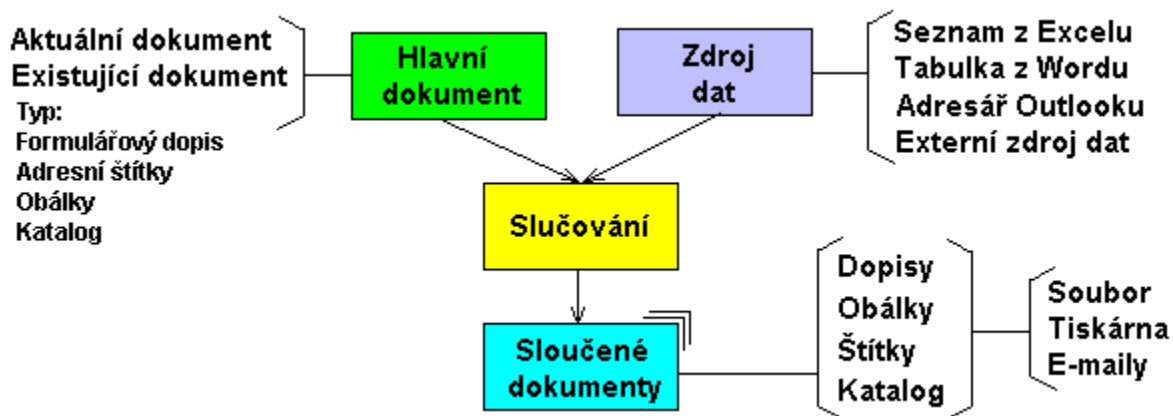 Aktuální dokument
Existující dokument
Typ:
Formulářový dopis
Adresní štítky
Obálky
Katalog
Hlavní
dokument
Zdroj
dat
Seznam z Excelu
Tabulka z Wordu
Adresář Outlooku
Externí zdroj dat
Slučování
Sloučené
dokumenty
Dopisy
Obálky
Štítky
Katalog
Soubor
Tiskárna
E-maily